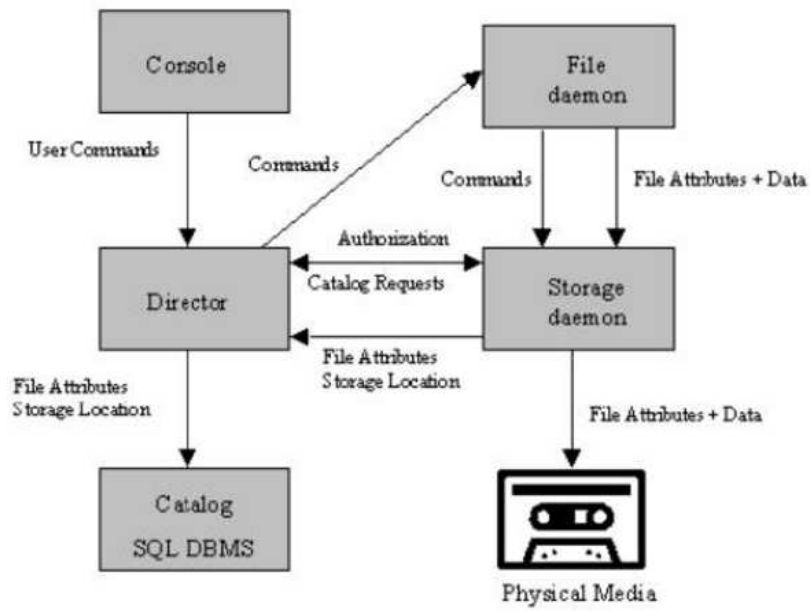 Console
File
daemon
User Commands
Commands
Commands
File Attributes + Data
Authorization
Director
Catalog Requests
Storage
daemon
File Attributes
Storage Location
File Attributes
Storage Location
File Attributes + Data
Catalog
SQL DBMS
Physical Media